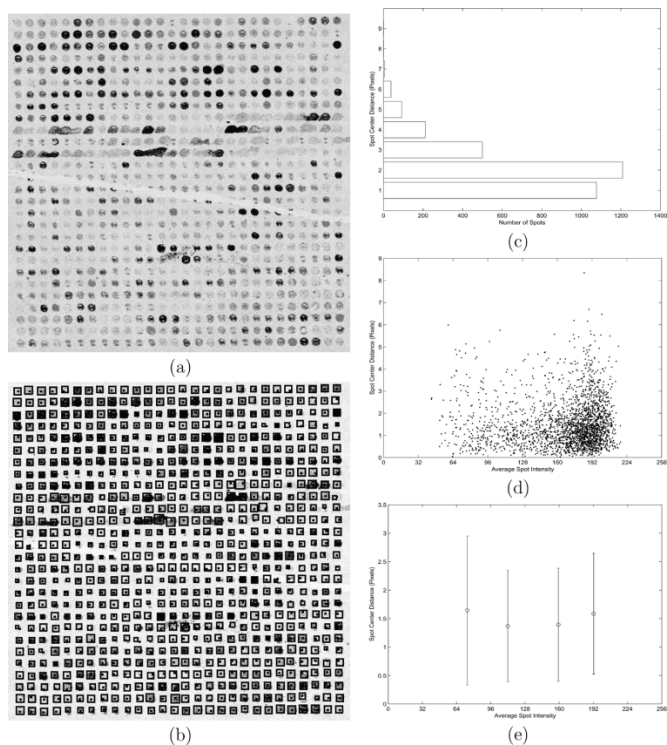 (a)
(b)
9
8
7
6
5
4
3
2
1
Spot Center Distance (Pixels)
0 200 400 600 800 1000 1200 1400
Number of Spots
(c)
9
8
7
6
5
4
3
2
1
0
Spot Center Distance (Pixels)
0 32 64 96 128 160 192 224 256
Average Spot Intensity
(d)
3.5
3
2.5
2
1.5
1
0.5
0
Spot Center Distance (Pixels)
0 32 64 96 128 160 192 224 256
Average Spot Intensity
(e)